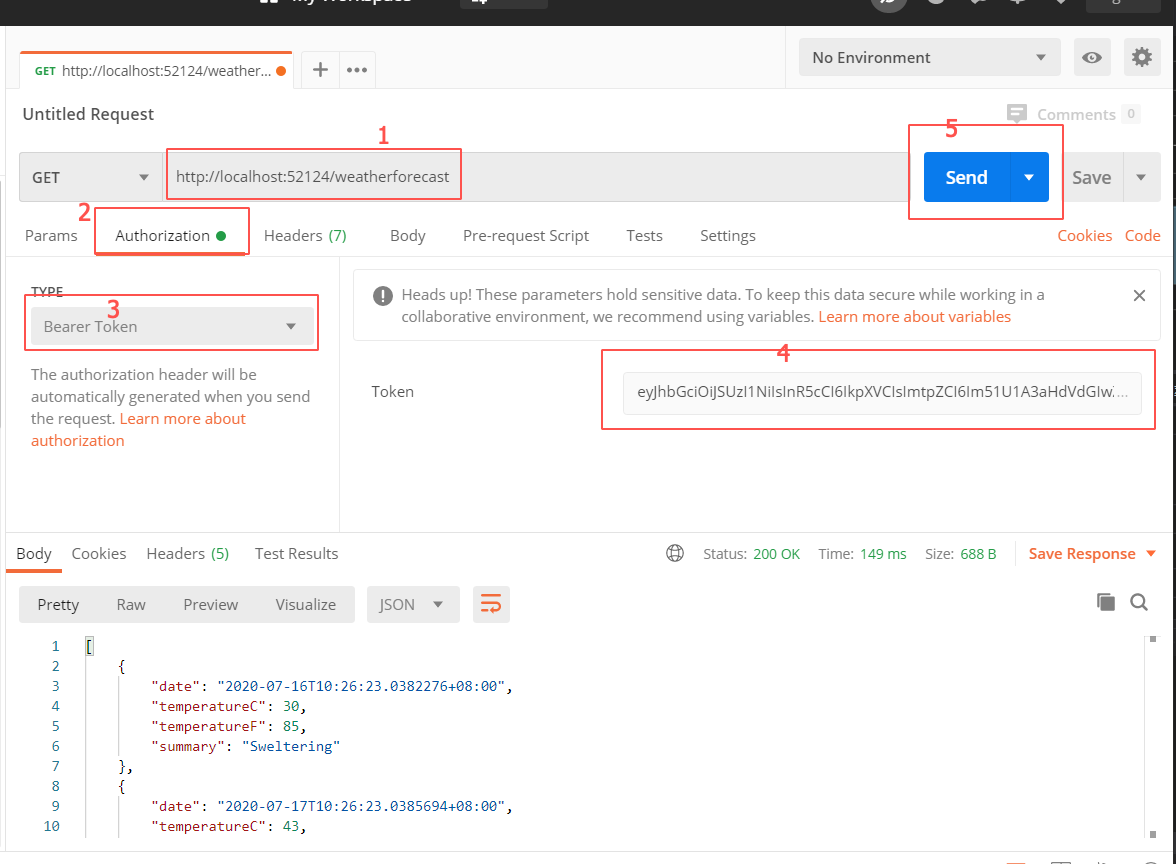 My Workspace
GET http://localhost:52124/weather...
No Environment
Untitled Request
Comments 0
1
5
GET
http://localhost:52124/weatherforecast
Send
Save
2
Params
Authorization
Headers (7)
Body
Pre-request Script
Tests
Settings
Cookies
Code
TYPE
3
Bearer Token
The authorization header will be
automatically generated when you send
the request. Learn more about
authorization
Heads up! These parameters hold sensitive data. To keep this data secure while working in a
collaborative environment, we recommend using variables. Learn more about variables
4
Token
Body
Cookies
Headers (5)
Test Results
Status: 200 OK
Time: 149 ms
Size: 688 B
Save Response
Pretty
Raw
Preview
Visualize
JSON
1 [
2 {
3 "date": "2020-07-16T10:26:23.0382276+08:00",
4 "temperatureC": 30,
5 "temperatureF": 85,
6 "summary": "Sweltering"
7 },
8 {
9 "date": "2020-07-17T10:26:23.0385694+08:00",
10 "temperatureC": 43,